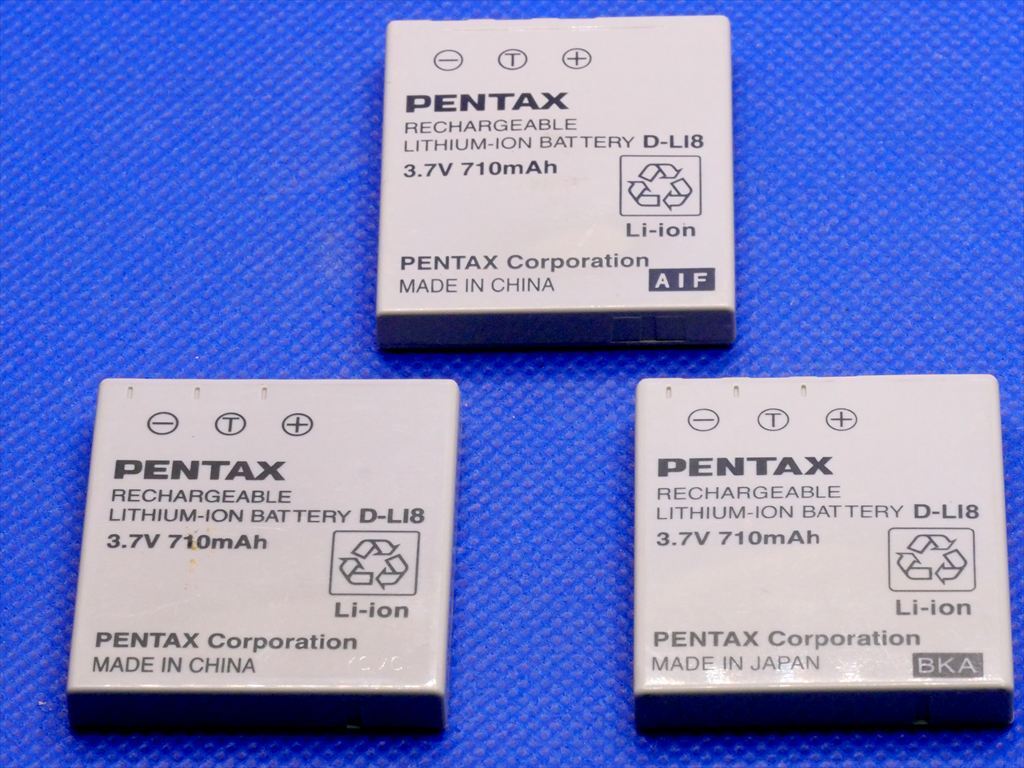 − T +
PENTAX
RECHARGEABLE
LITHIUM-ION BATTERY D-LI8
3.7V 710mAh
Li-ion
PENTAX Corporation
MADE IN CHINA
AIF
− T +
PENTAX
RECHARGEABLE
LITHIUM-ION BATTERY D-LI8
3.7V 710mAh
Li-ion
PENTAX Corporation
MADE IN CHINA
− T +
PENTAX
RECHARGEABLE
LITHIUM-ION BATTERY D-LI8
3.7V 710mAh
Li-ion
PENTAX Corporation
MADE IN JAPAN
BKA